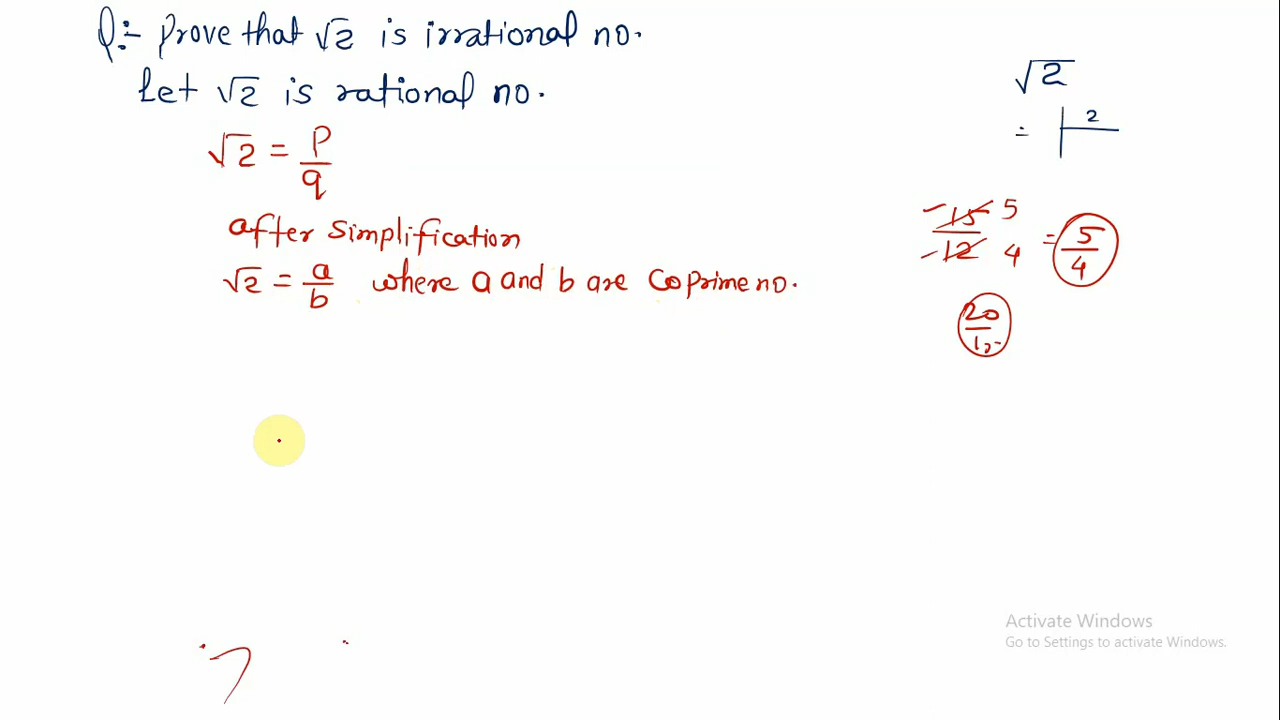 Q:- Prove that √2 is irrational no.
Let √2 is rational no.
√2 = p/q
after simplification
√2 = a/b where a and b are Coprime no.
√2
= 2
-15/-12 5/4 = 5/4
20
Activate Windows
Go to Settings to activate Windows.